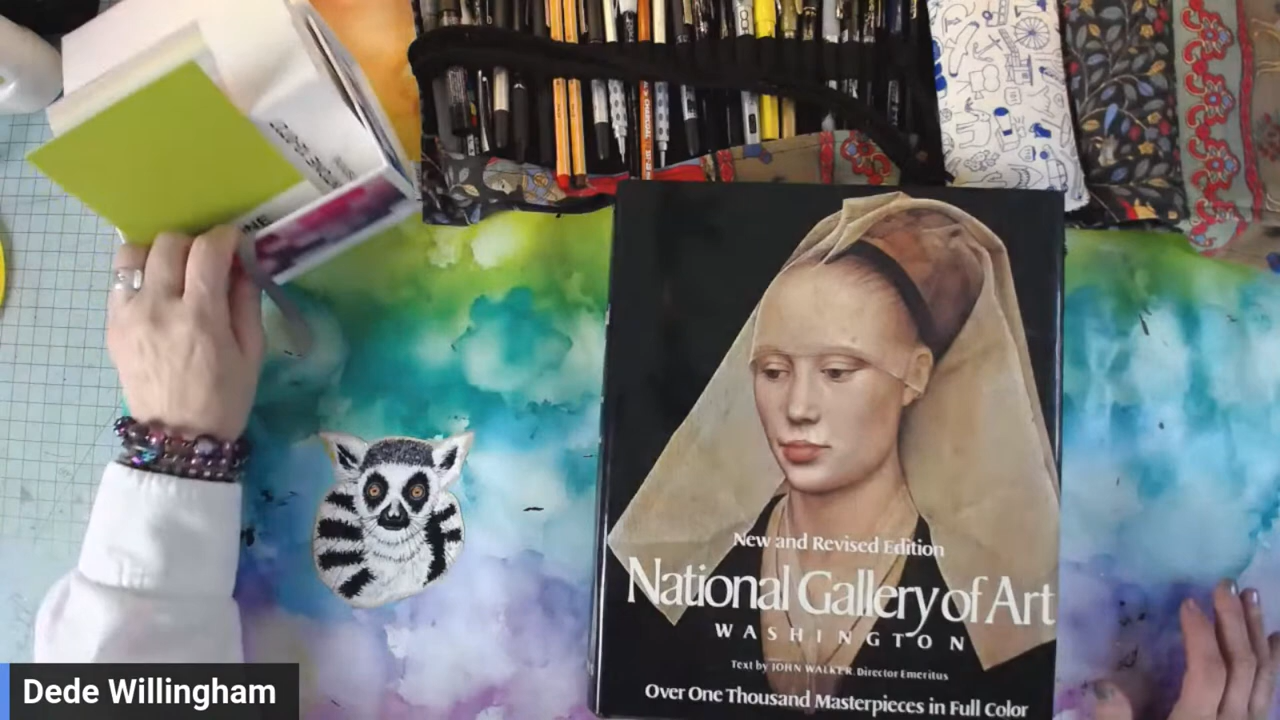 New and Revised Edition
National Gallery of Art
WASHINGTON
Text by JOHN WALKER, Director Emeritus
Over One Thousand Masterpieces in Full Color
Dede Willingham